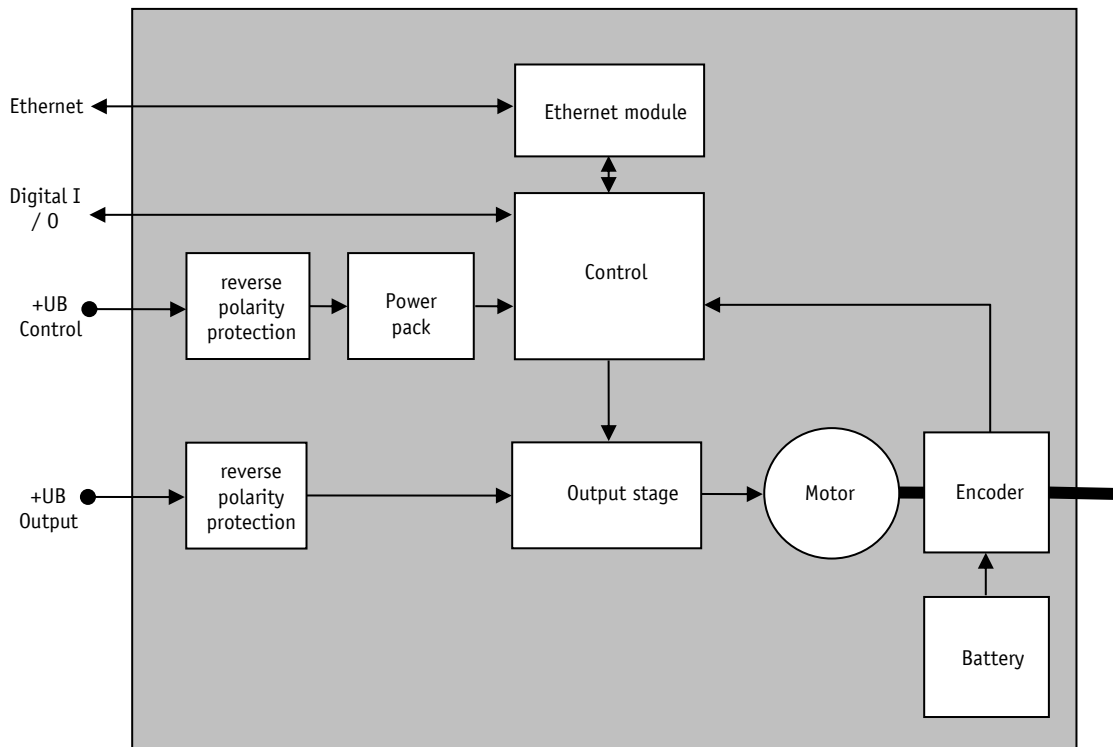 Ethernet
Ethernet module
Digital I
/ O
Control
+UB
Control
reverse
polarity
protection
Power
pack
+UB
Output
reverse
polarity
protection
Output stage
Motor
Encoder
Battery